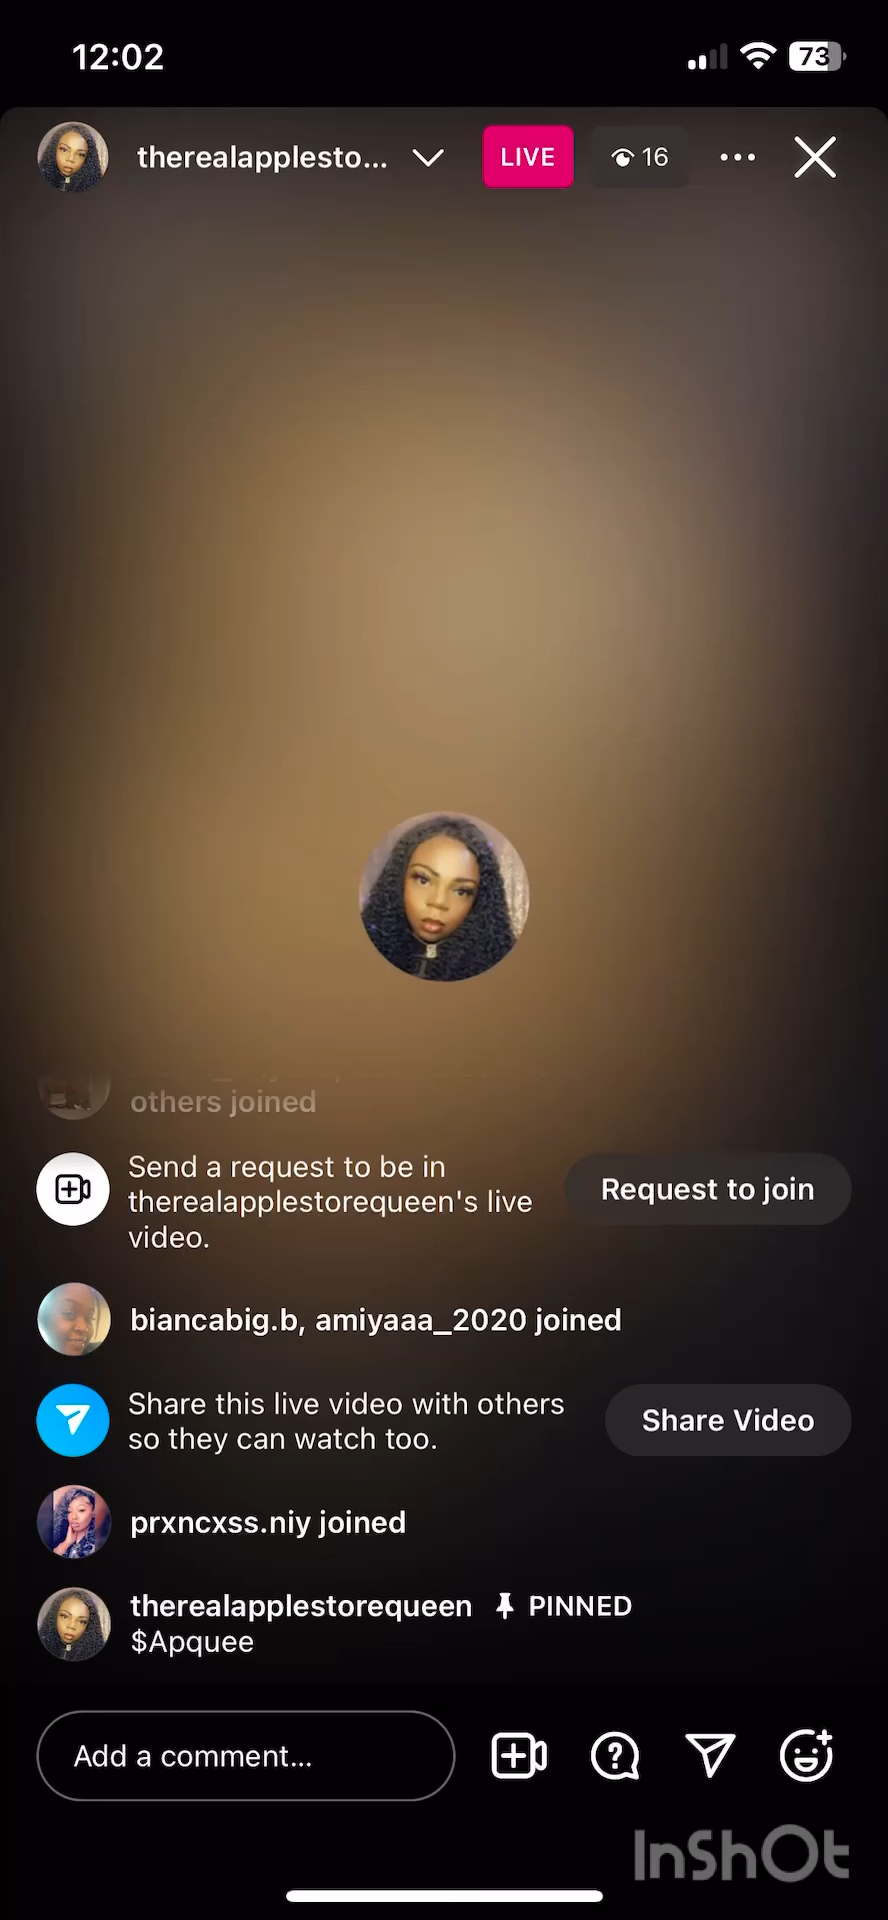 12:02
73
therealapplesto...
LIVE
16
others joined
Send a request to be in
therealapplestorequeen's live
video.
Request to join
biancabig.b, amiyaaa_2020 joined
Share this live video with others
so they can watch too.
Share Video
prxncxss.niy joined
therealapplestorequeen PINNED
$Apquee
Add a comment...
InShOt